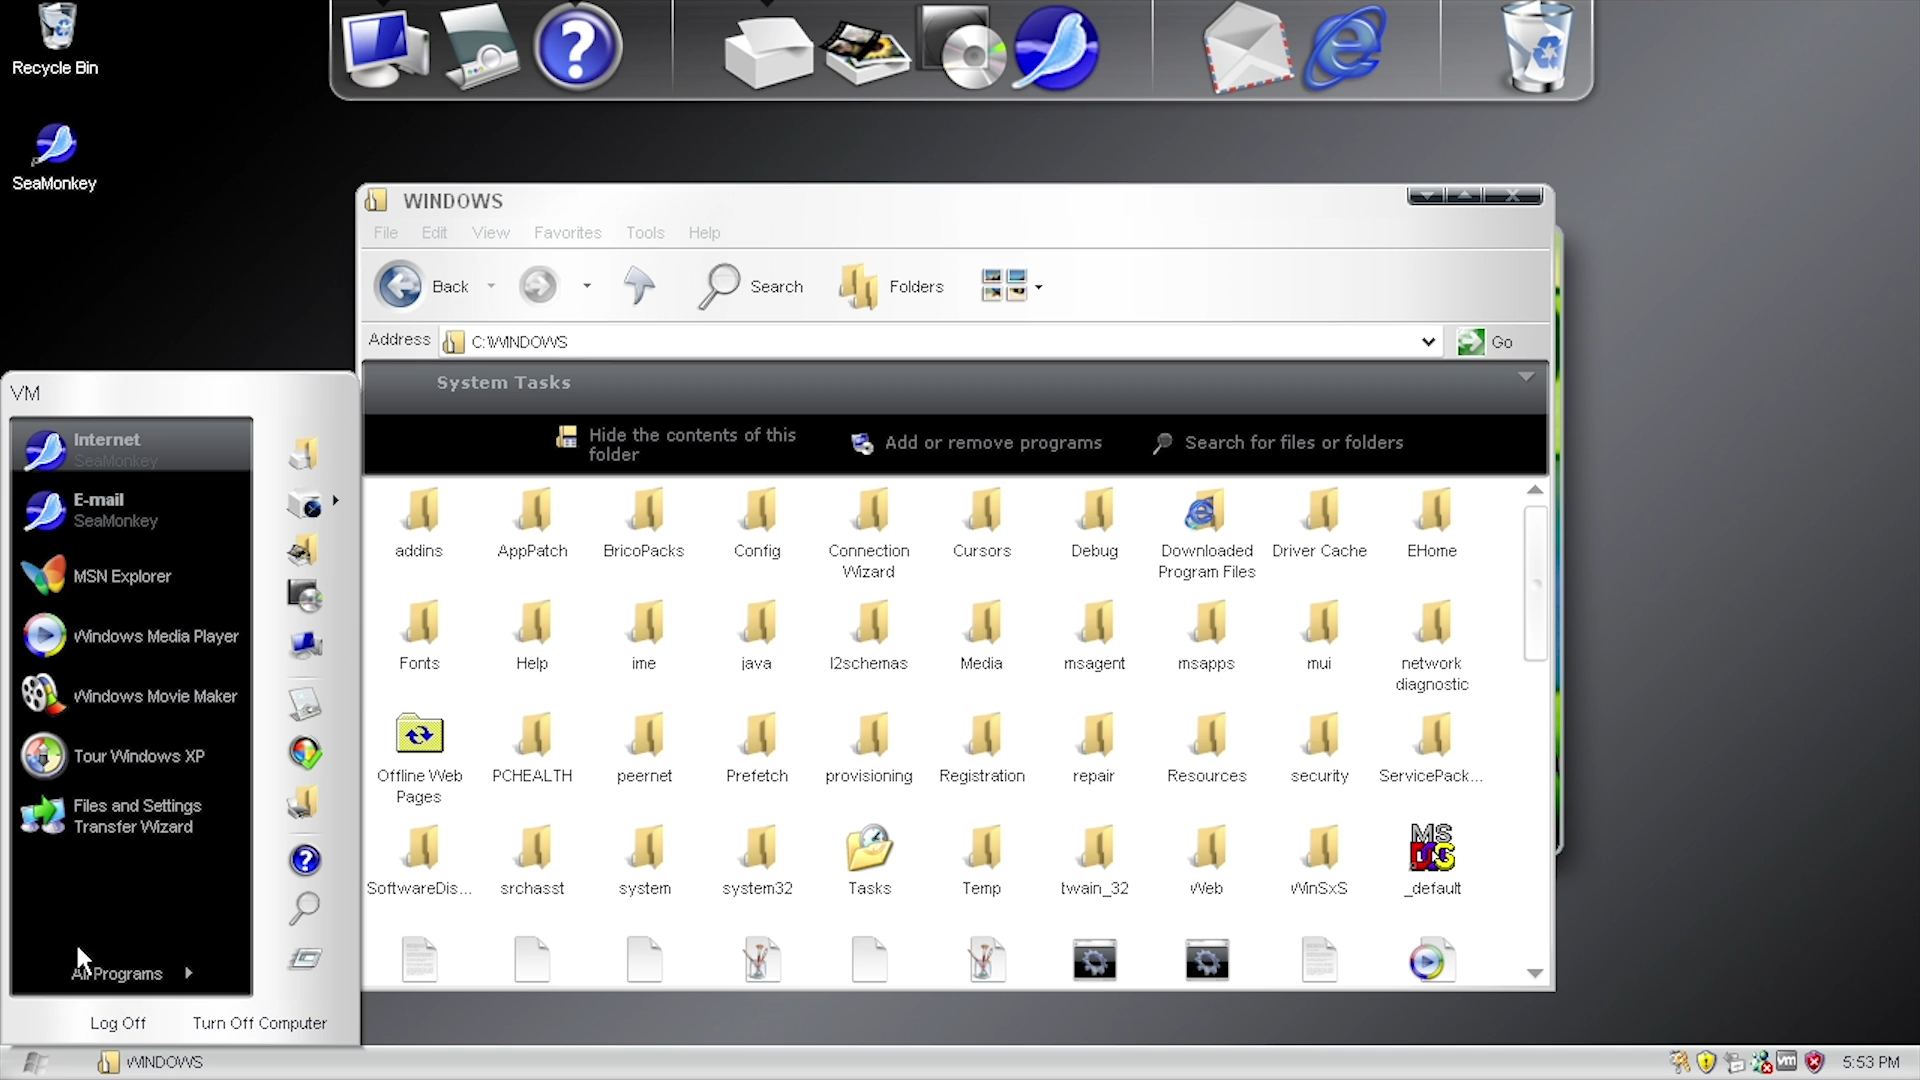 Recycle Bin
SeaMonkey
WINDOWS
File Edit View Favorites Tools Help
Back Search Folders
Address C:\WINDOWS Go
System Tasks
Hide the contents of this
folder
Add or remove programs
Search for files or folders
addins AppPatch BricoPacks Config Connection
Wizard Cursors Debug Downloaded
Program Files Driver Cache EHome
Fonts Help ime java l2schemas Media msagent msapps mui network
diagnostic
Offline Web
Pages PCHEALTH peernet Prefetch provisioning Registration repair Resources security ServicePack...
SoftwareDis... srchasst system system32 Tasks Temp twain_32 Web WinSxS _default
MS
DOS
VM
Internet
SeaMonkey
E-mail
SeaMonkey
MSN Explorer
Windows Media Player
Windows Movie Maker
Tour Windows XP
Files and Settings
Transfer Wizard
All Programs
Log Off Turn Off Computer
WINDOWS
vm
5:53 PM